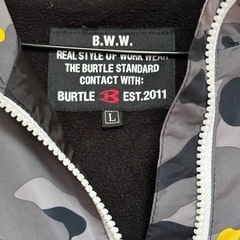 B.W.W.
REAL STYLE OF WORK WEAR
THE BURTLE STANDARD
CONTACT WITH:
BURTLE B EST.2011
L